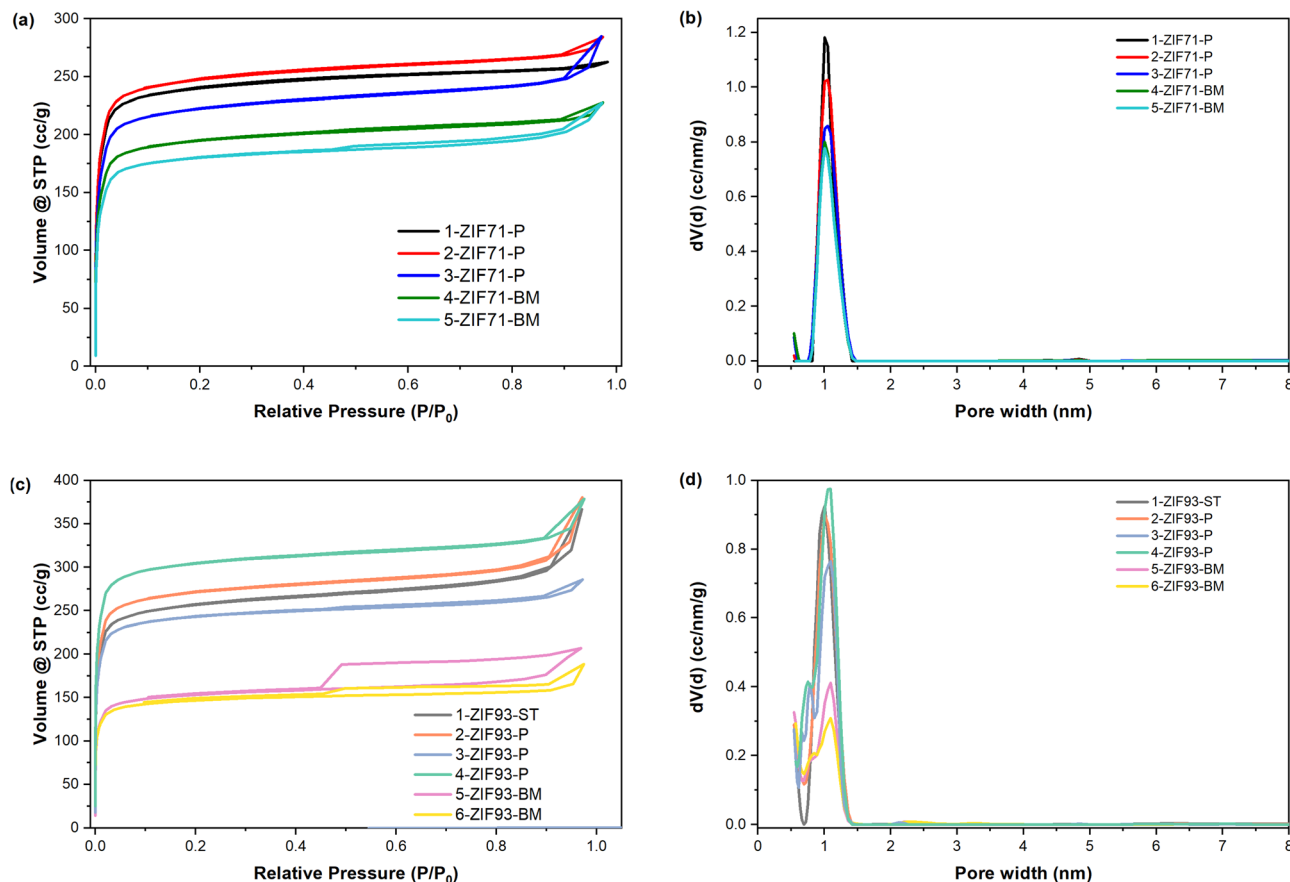 (a)
300
250
200
150
100
50
0
Volume @ STP (cc/g)
1-ZIF71-P
2-ZIF71-P
3-ZIF71-P
4-ZIF71-BM
5-ZIF71-BM
0.0 0.2 0.4 0.6 0.8 1.0
Relative Pressure (P/P₀)
(b)
1.2
1.0
0.8
0.6
0.4
0.2
0.0
dV(d) (cc/nm/g)
1-ZIF71-P
2-ZIF71-P
3-ZIF71-P
4-ZIF71-BM
5-ZIF71-BM
0 1 2 3 4 5 6 7 8
Pore width (nm)
(c)
400
350
300
250
200
150
100
50
0
Volume @ STP (cc/g)
1-ZIF93-ST
2-ZIF93-P
3-ZIF93-P
4-ZIF93-P
5-ZIF93-BM
6-ZIF93-BM
0.0 0.2 0.4 0.6 0.8 1.0
Relative Pressure (P/P₀)
(d)
1.0
0.8
0.6
0.4
0.2
0.0
dV(d) (cc/nm/g)
1-ZIF93-ST
2-ZIF93-P
3-ZIF93-P
4-ZIF93-P
5-ZIF93-BM
6-ZIF93-BM
0 1 2 3 4 5 6 7 8
Pore width (nm)